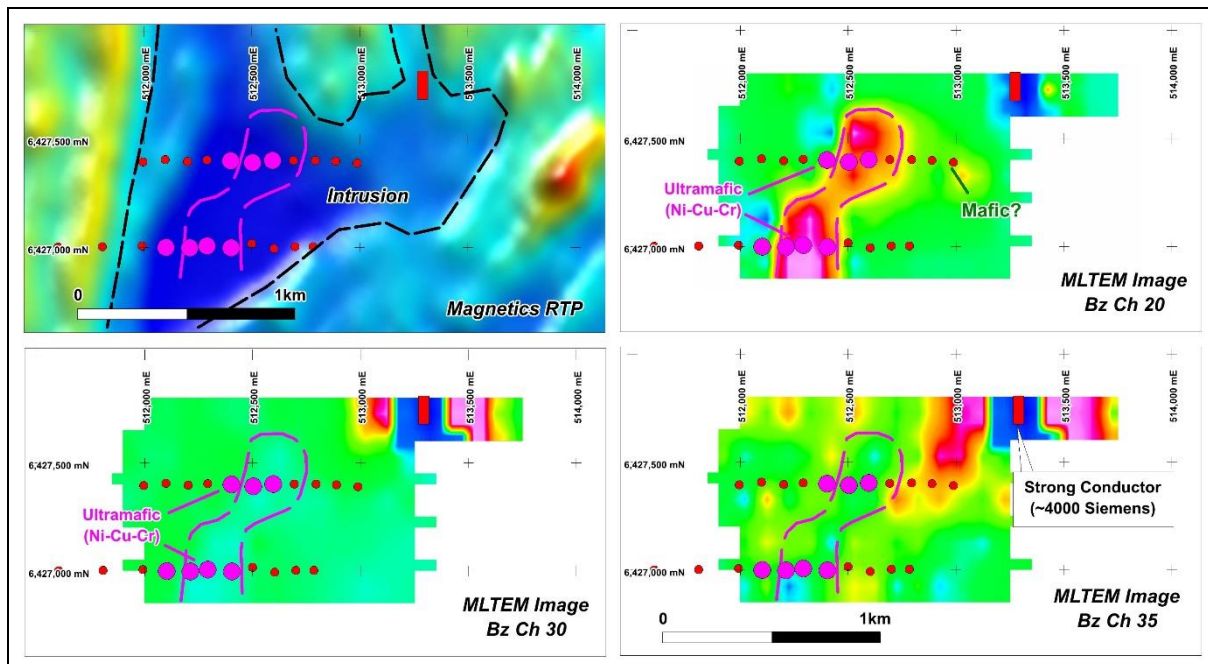 512,000 mE
512,500 mE
513,000 mE
513,500 mE
514,000 mE
6,427,500 mN
Intrusion
6,427,000 mN
0
1km
Magnetics RTP
512,000 mE
512,500 mE
513,000 mE
513,500 mE
514,000 mE
6,427,500 mN
Ultramafic
(Ni-Cu-Cr)
Mafic?
6,427,000 mN
MLTEM Image
Bz Ch 20
512,000 mE
512,500 mE
513,000 mE
513,500 mE
514,000 mE
6,427,500 mN
Ultramafic
(Ni-Cu-Cr)
6,427,000 mN
MLTEM Image
Bz Ch 30
512,000 mE
512,500 mE
513,000 mE
513,500 mE
514,000 mE
6,427,500 mN
Strong Conductor
(~4000 Siemens)
Ultramafic
(Ni-Cu-Cr)
6,427,000 mN
0
1km
MLTEM Image
Bz Ch 35